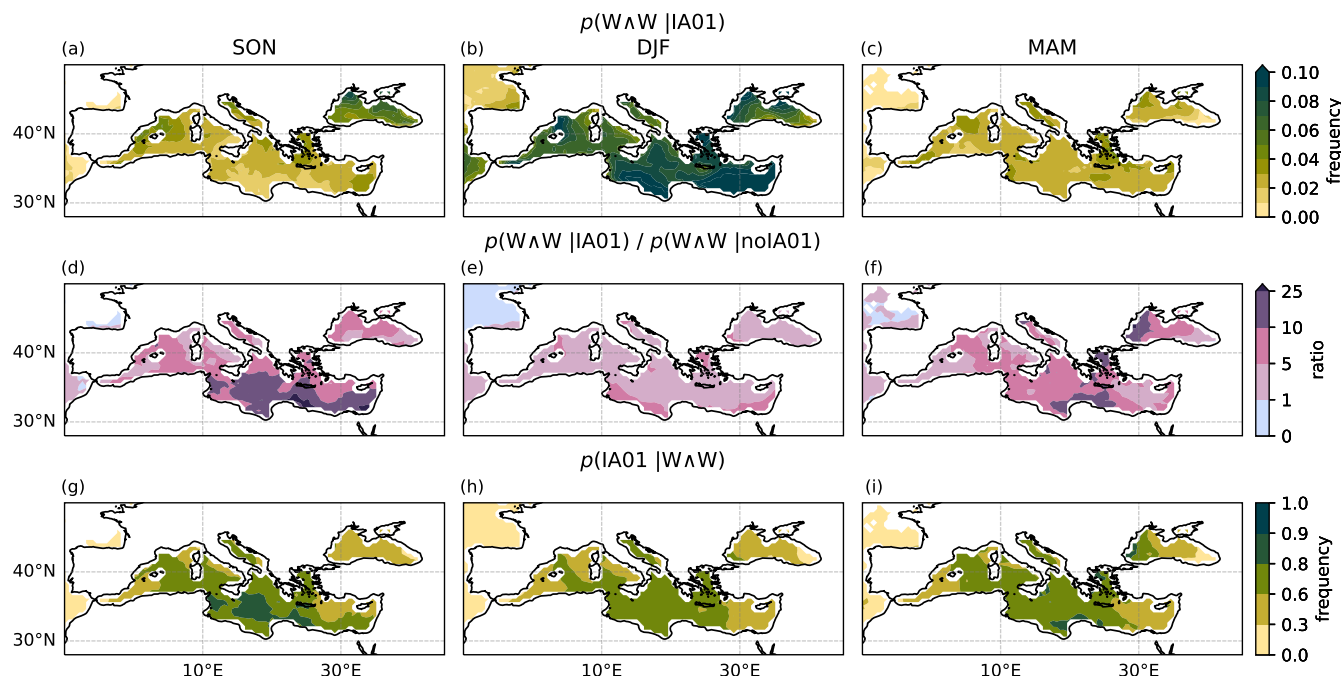 p(W∧W |IA01)
(a) SON (b) DJF (c) MAM
40°N
30°N
0.10
0.08
0.06
0.04
0.02
0.00
frequency
p(W∧W |IA01) / p(W∧W |noIA01)
(d) (e) (f)
40°N
30°N
25
10
5
1
0
ratio
p(IA01 |W∧W)
(g) (h) (i)
40°N
30°N
1.0
0.9
0.8
0.6
0.3
0.0
frequency
10°E 30°E 10°E 30°E 10°E 30°E